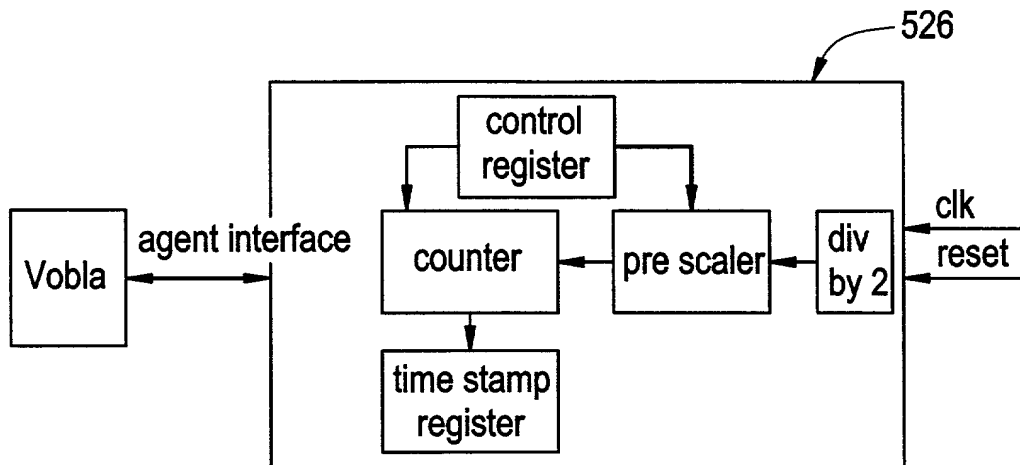 526
control
register
clk
agent interface
div
by 2
reset
Vobla
counter
pre scaler
time stamp
register